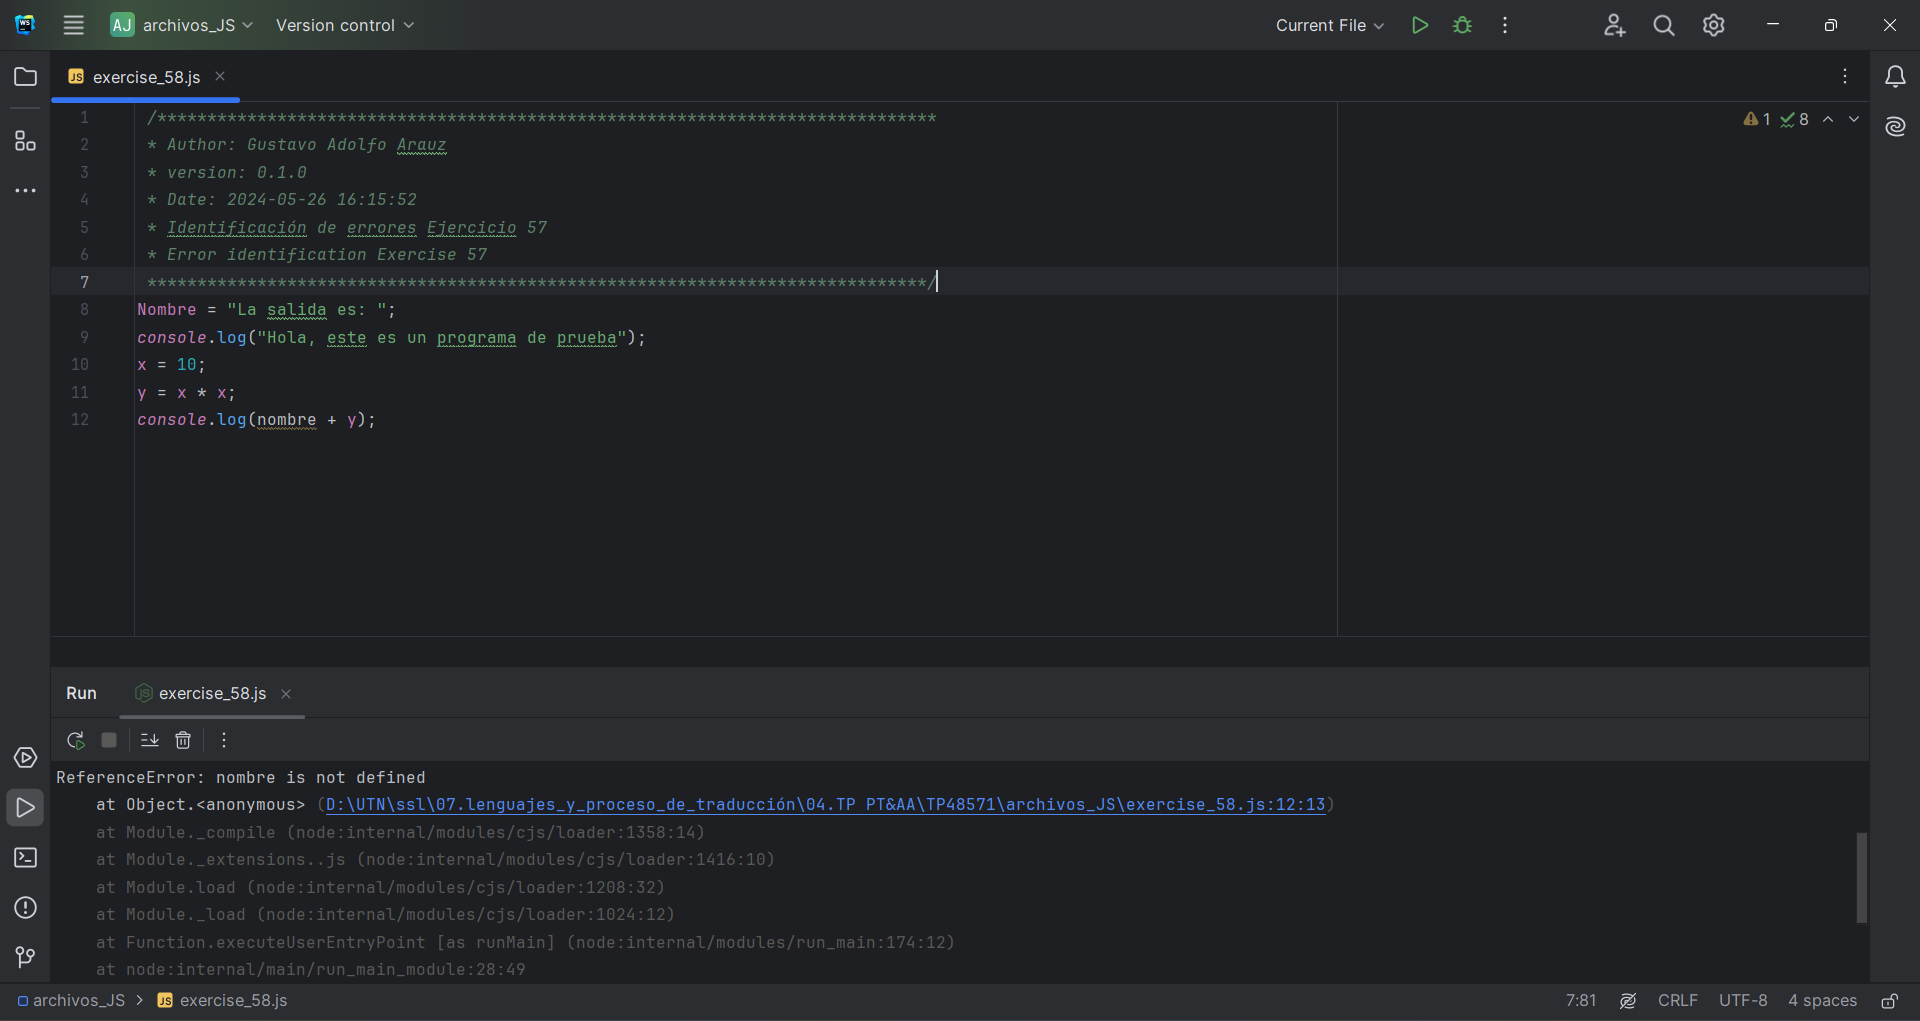 WS
AJ archivos_JS Version control Current File
JS exercise_58.js
1 /******************************************************************************
2 * Author: Gustavo Adolfo Arauz
3 * version: 0.1.0
4 * Date: 2024-05-26 16:15:52
5 * Identificación de errores Ejercicio 57
6 * Error identification Exercise 57
7 ******************************************************************************/
8 Nombre = "La salida es: ";
9 console.log("Hola, este es un programa de prueba");
10 x = 10;
11 y = x * x;
12 console.log(nombre + y);
1 8
Run JS exercise_58.js
ReferenceError: nombre is not defined
at Object.<anonymous> (D:\UTN\ssl\07.lenguajes_y_proceso_de_traducción\04.TP PT&AA\TP48571\archivos_JS\exercise_58.js:12:13)
at Module._compile (node:internal/modules/cjs/loader:1358:14)
at Module._extensions..js (node:internal/modules/cjs/loader:1416:10)
at Module.load (node:internal/modules/cjs/loader:1208:32)
at Module._load (node:internal/modules/cjs/loader:1024:12)
at Function.executeUserEntryPoint [as runMain] (node:internal/modules/run_main:174:12)
at node:internal/main/run_main_module:28:49
archivos_JS > JS exercise_58.js 7:81 CRLF UTF-8 4 spaces